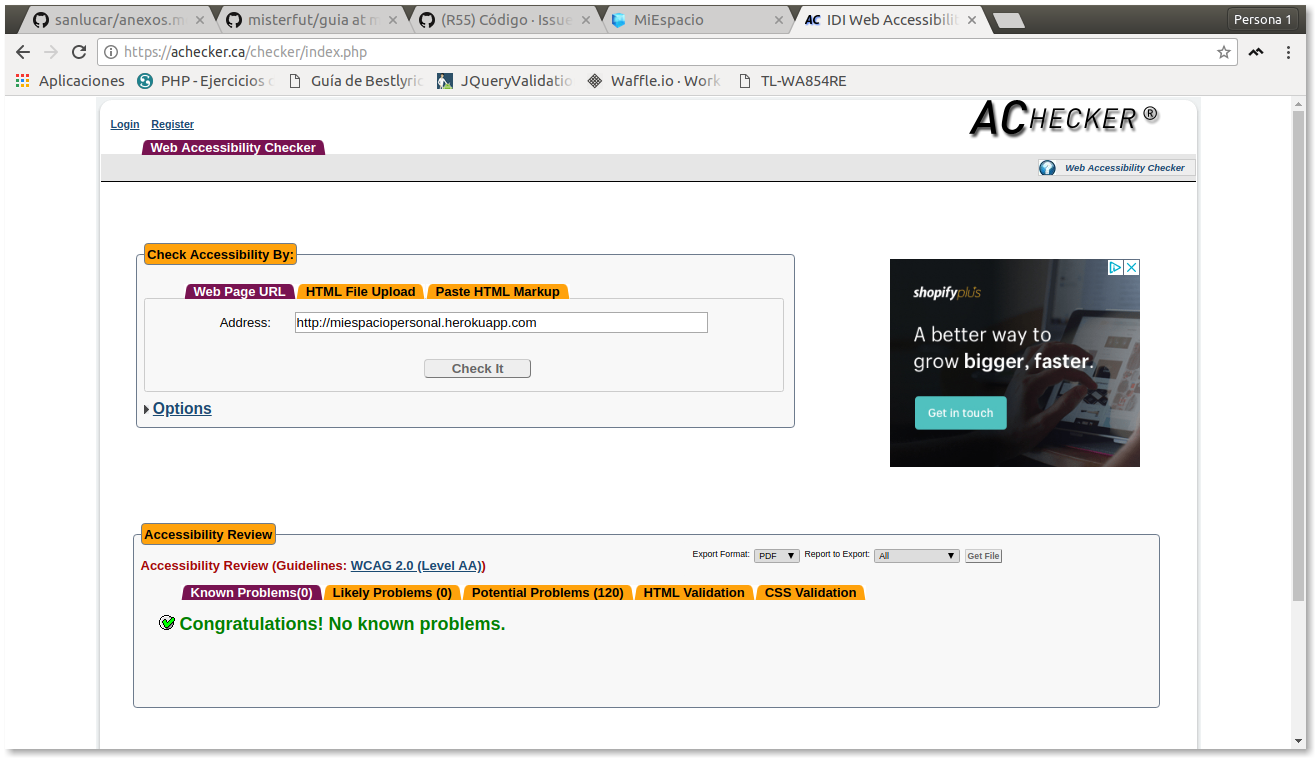 sanlucar/anexos.m
misterfut/guia at m
(R55) Código · Issue
MiEspacio
AC IDI Web Accessibilit
Persona 1
https://achecker.ca/checker/index.php
Aplicaciones
PHP - Ejercicios
Guía de Bestlyric
JQueryValidatio
Waffle.io · Work
TL-WA854RE
Login Register
ACHECKER ®
Web Accessibility Checker
? Web Accessibility Checker
Check Accessibility By:
Web Page URL HTML File Upload Paste HTML Markup
Address: http://miespaciopersonal.herokuapp.com
Check It
Options
shopifyplus
A better way to
grow bigger, faster.
Get in touch
Accessibility Review
Export Format: PDF Report to Export: All Get File
Accessibility Review (Guidelines: WCAG 2.0 (Level AA))
Known Problems(0) Likely Problems (0) Potential Problems (120) HTML Validation CSS Validation
Congratulations! No known problems.